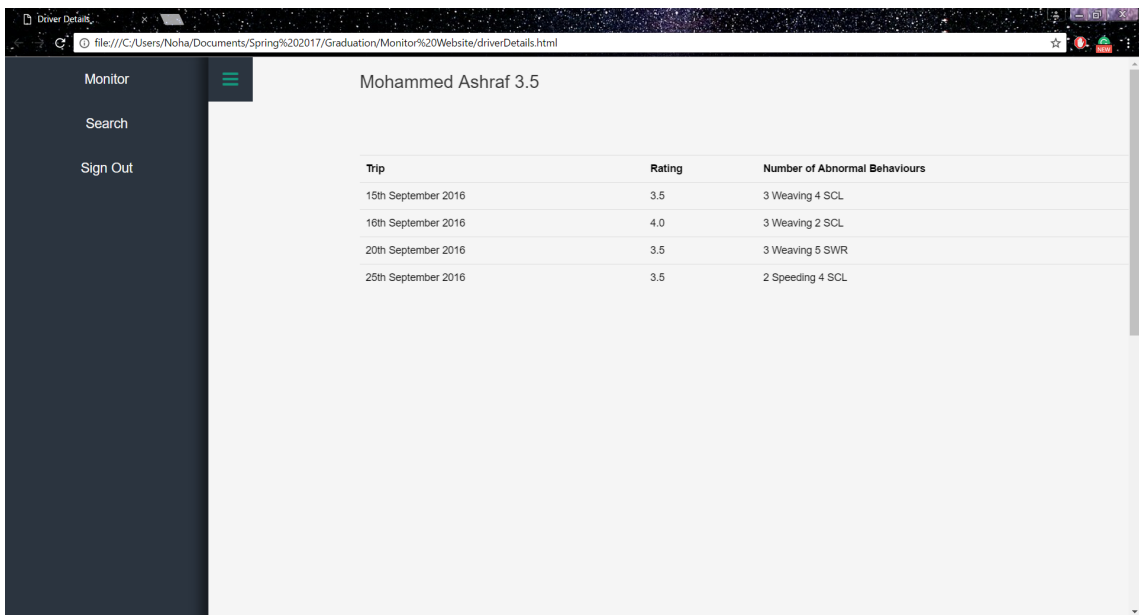 Driver Details
file:///C:/Users/Noha/Documents/Spring%202017/Graduation/Monitor%20Website/driverDetails.html
NEW
Monitor
Search
Sign Out
Mohammed Ashraf 3.5
Trip Rating Number of Abnormal Behaviours
15th September 2016 3.5 3 Weaving 4 SCL
16th September 2016 4.0 3 Weaving 2 SCL
20th September 2016 3.5 3 Weaving 5 SWR
25th September 2016 3.5 2 Speeding 4 SCL